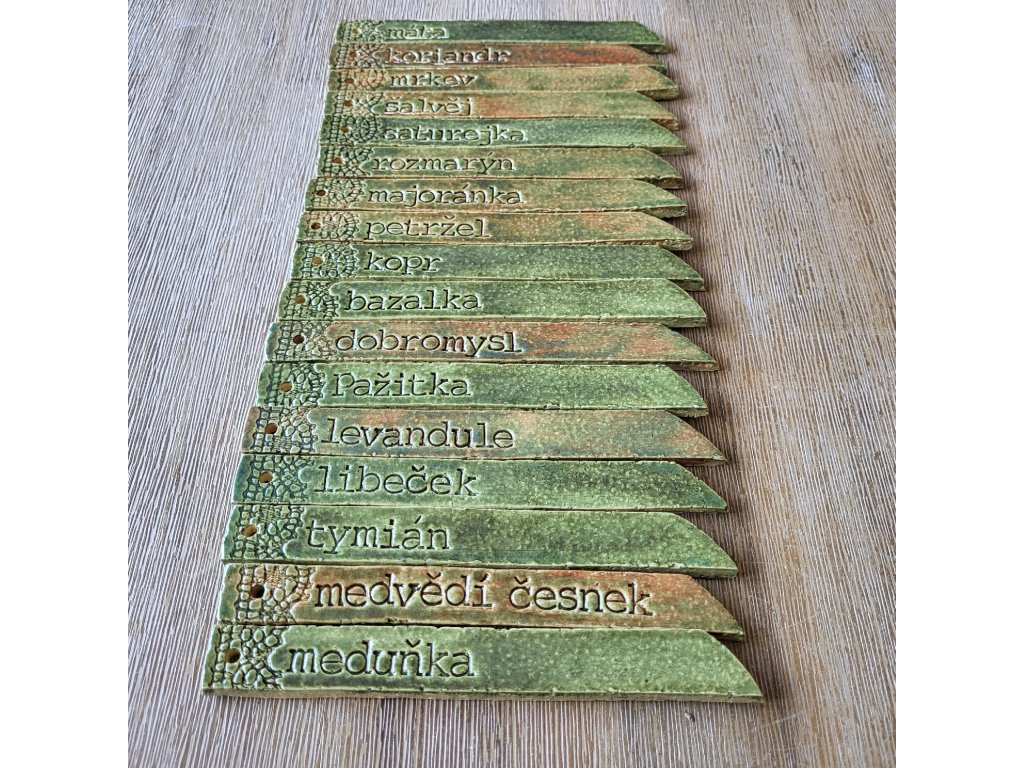 máta
koriandr
mrkev
šalvěj
saturejka
rozmarýn
majoránka
petržel
kopr
bazalka
dobromysl
Pažitka
levandule
libeček
tymián
medvědí česnek
meduňka